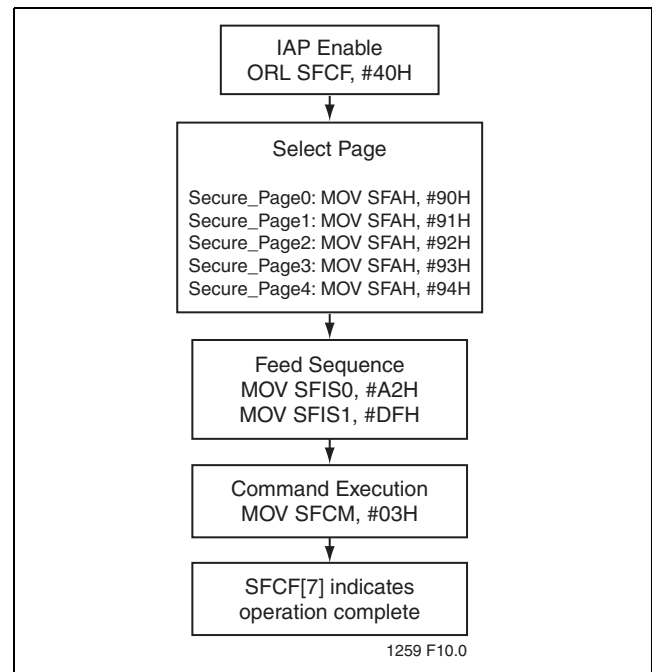 IAP Enable
ORL SFCF, #40H
Select Page
Secure_Page0: MOV SFAH, #90H
Secure_Page1: MOV SFAH, #91H
Secure_Page2: MOV SFAH, #92H
Secure_Page3: MOV SFAH, #93H
Secure_Page4: MOV SFAH, #94H
Feed Sequence
MOV SFIS0, #A2H
MOV SFIS1, #DFH
Command Execution
MOV SFCM, #03H
SFCF[7] indicates
operation complete
1259 F10.0